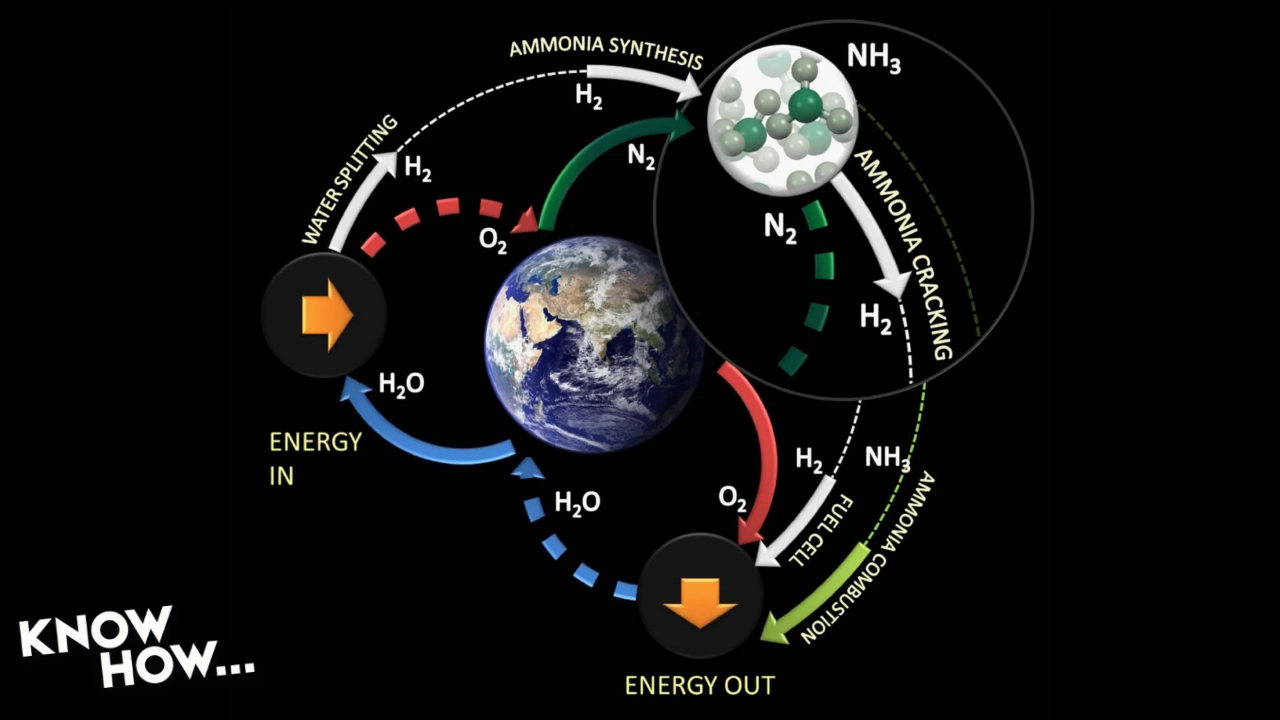 AMMONIA SYNTHESIS
NH₃
H₂
WATER SPLITTING
H₂
N₂
O₂
N₂
AMMONIA CRACKING
H₂
H₂O
ENERGY
IN
H₂
NH₃
O₂
H₂O
FUEL CELL
AMMONIA COMBUSTION
KNOW
HOW...
ENERGY OUT